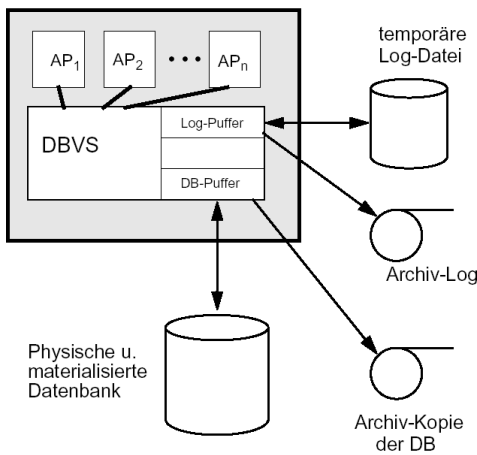 AP1
AP2
• • •
APn
temporäre
Log-Datei
DBVS
Log-Puffer
DB-Puffer
Archiv-Log
Physische u.
materialisierte
Datenbank
Archiv-Kopie
der DB